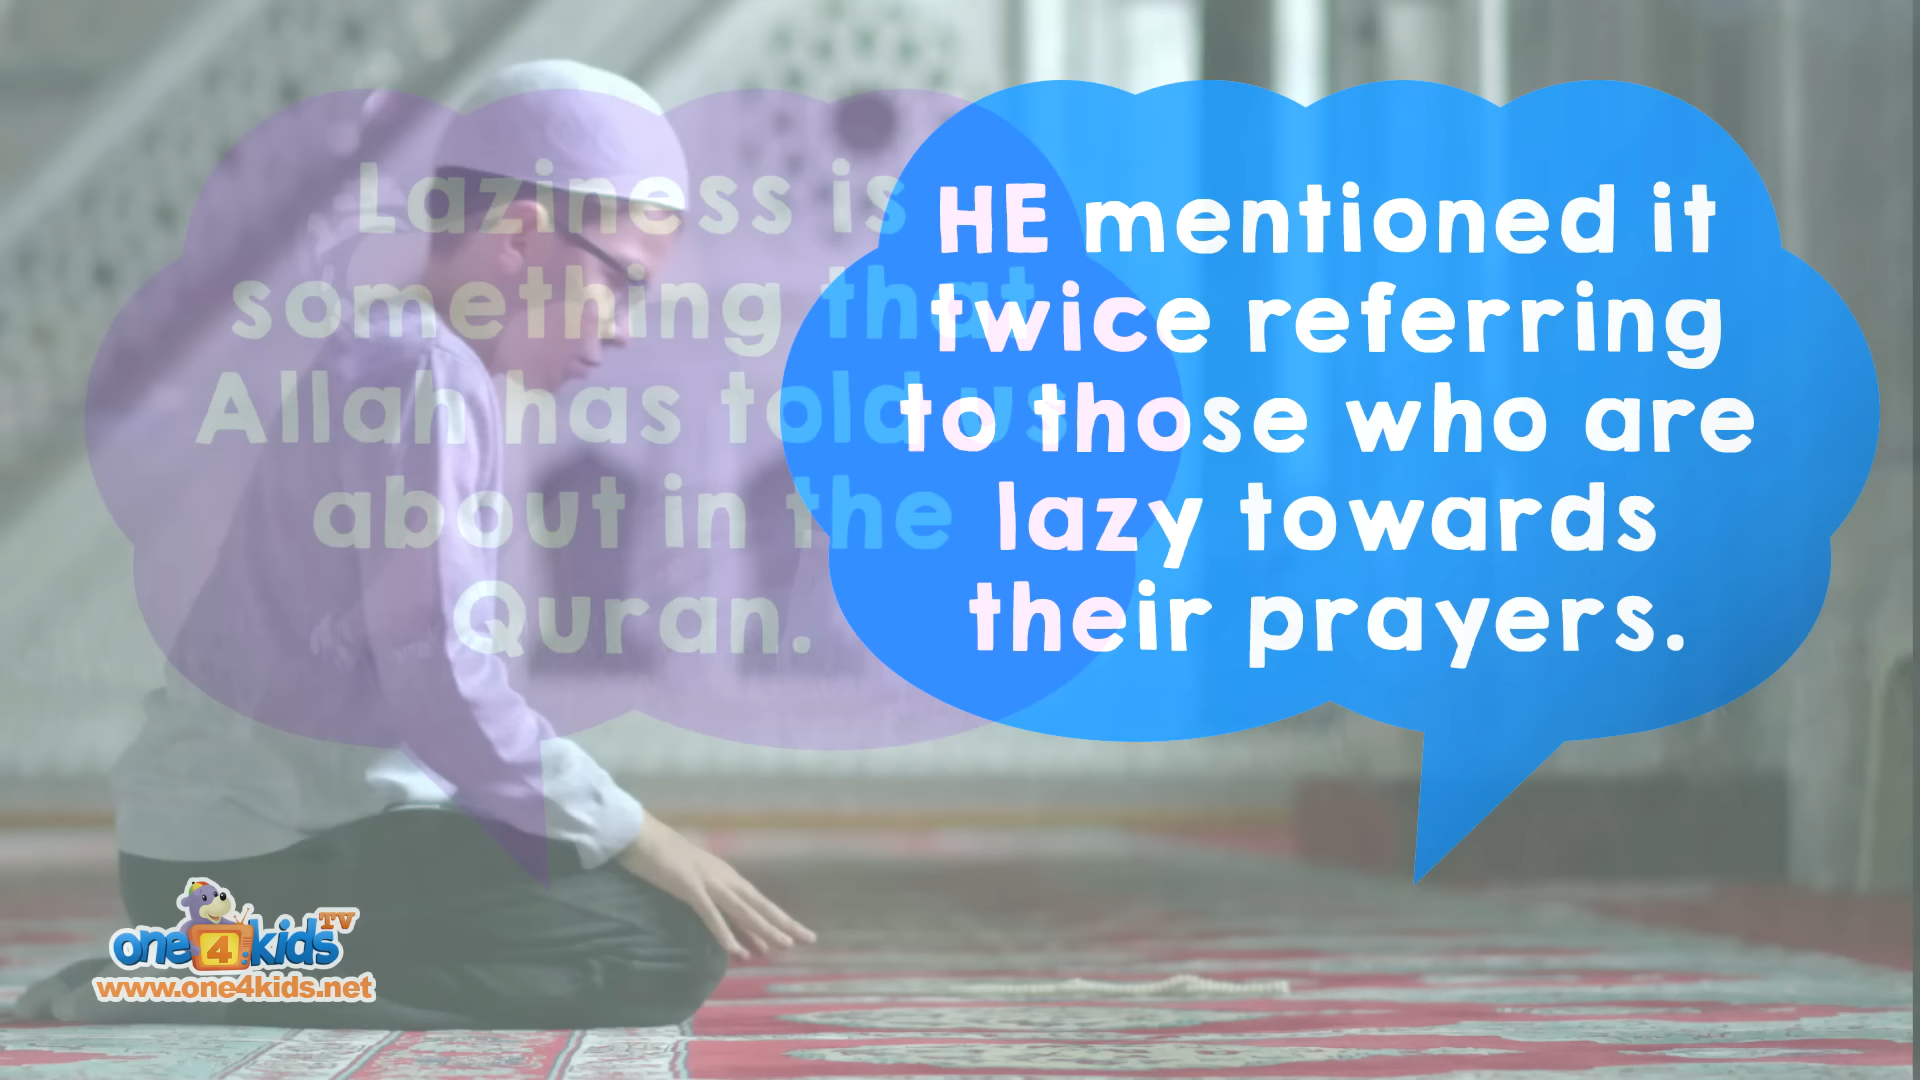 Laziness is
something that
Allah has told us
about in the
Quran.
HE mentioned it
twice referring
to those who are
lazy towards
their prayers.
one4kids TV
www.one4kids.net